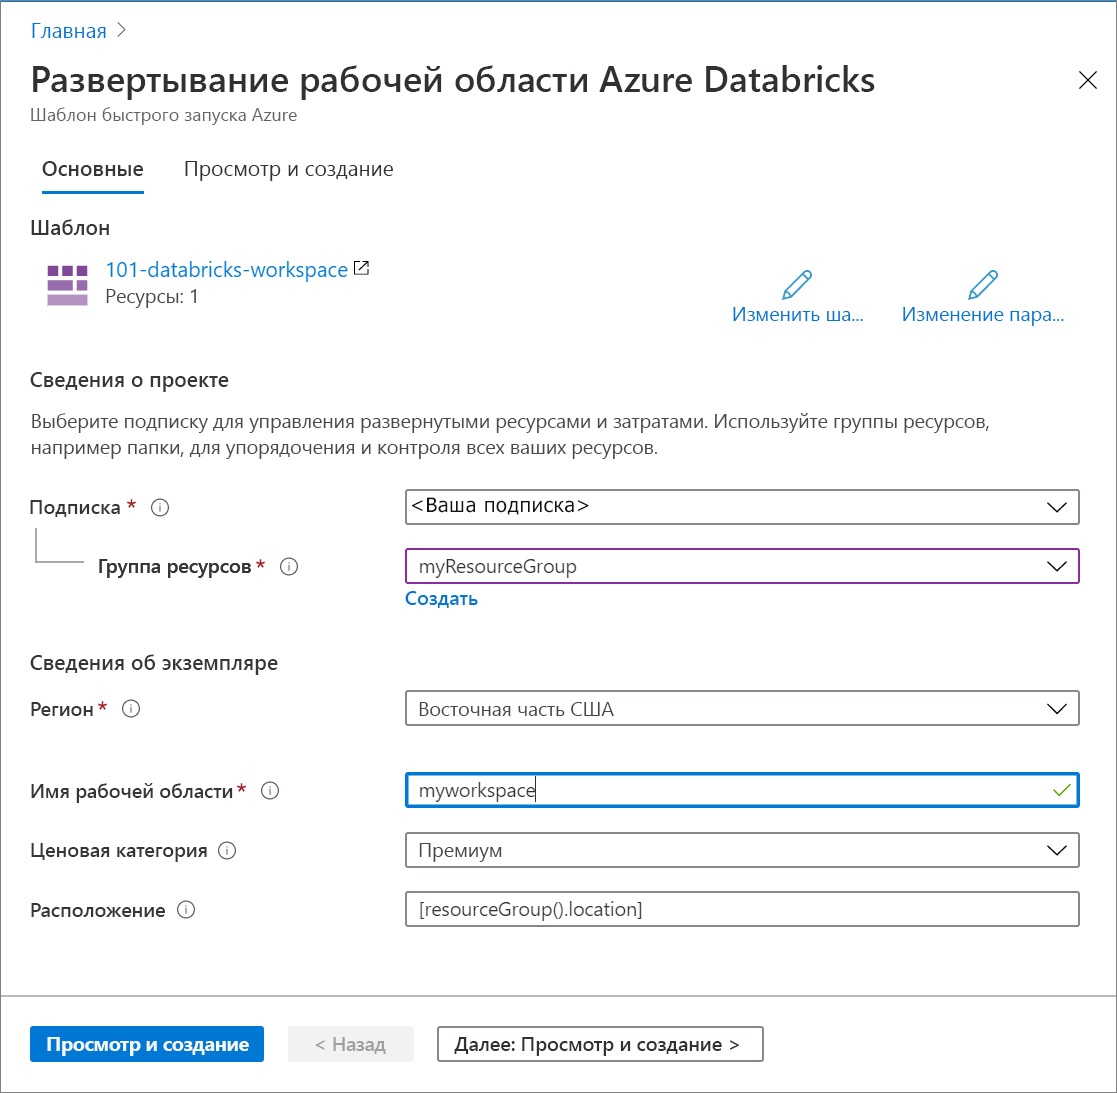 Главная >
Развертывание рабочей области Azure Databricks
Шаблон быстрого запуска Azure
Основные Просмотр и создание
Шаблон
101-databricks-workspace
Ресурсы: 1
Изменить ша... Изменение пара...
Сведения о проекте
Выберите подписку для управления развернутыми ресурсами и затратами. Используйте группы ресурсов,
например папки, для упорядочения и контроля всех ваших ресурсов.
Подписка * <Ваша подписка>
Группа ресурсов * myResourceGroup
Создать
Сведения об экземпляре
Регион * Восточная часть США
Имя рабочей области * myworkspace
Ценовая категория Премиум
Расположение [resourceGroup().location]
Просмотр и создание < Назад Далее: Просмотр и создание >